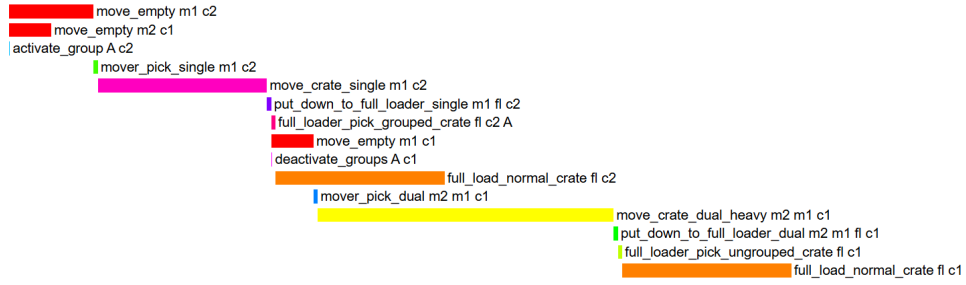 move_empty m1 c2
move_empty m2 c1
activate_group A c2
mover_pick_single m1 c2
move_crate_single m1 c2
put_down_to_full_loader_single m1 fl c2
full_loader_pick_grouped_crate fl c2 A
move_empty m1 c1
deactivate_groups A c1
full_load_normal_crate fl c2
mover_pick_dual m2 m1 c1
move_crate_dual_heavy m2 m1 c1
put_down_to_full_loader_dual m2 m1 fl c1
full_loader_pick_ungrouped_crate fl c1
full_load_normal_crate fl c1